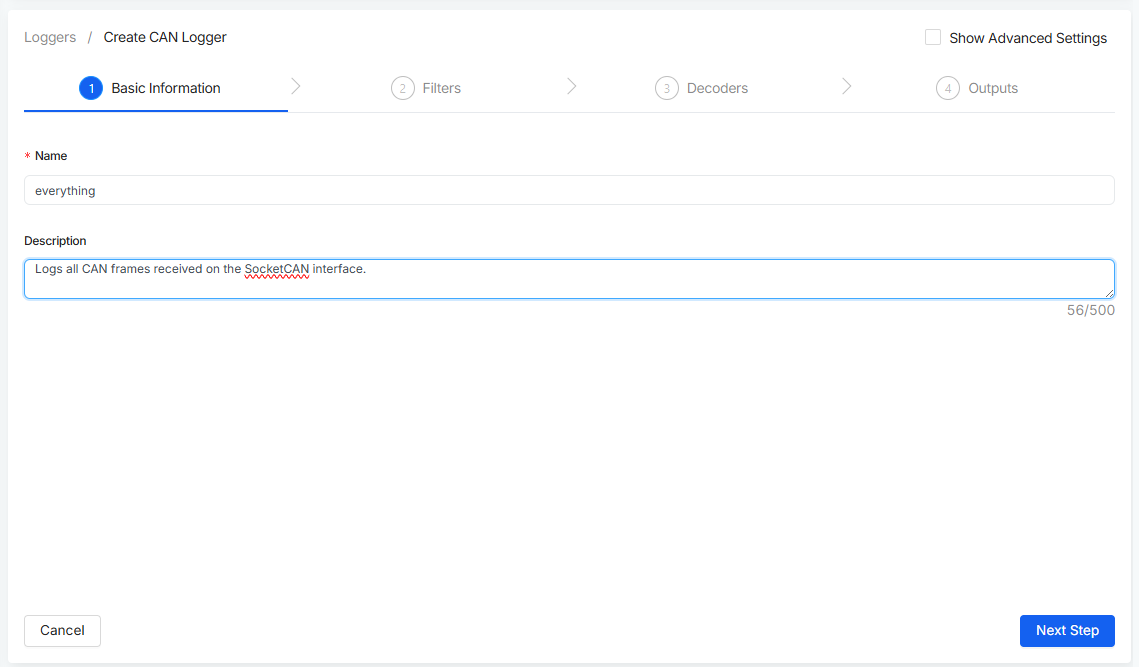 Loggers / Create CAN Logger
Show Advanced Settings
1 Basic Information
2 Filters
3 Decoders
4 Outputs
* Name
everything
Description
Logs all CAN frames received on the SocketCAN interface.
56/500
Cancel
Next Step